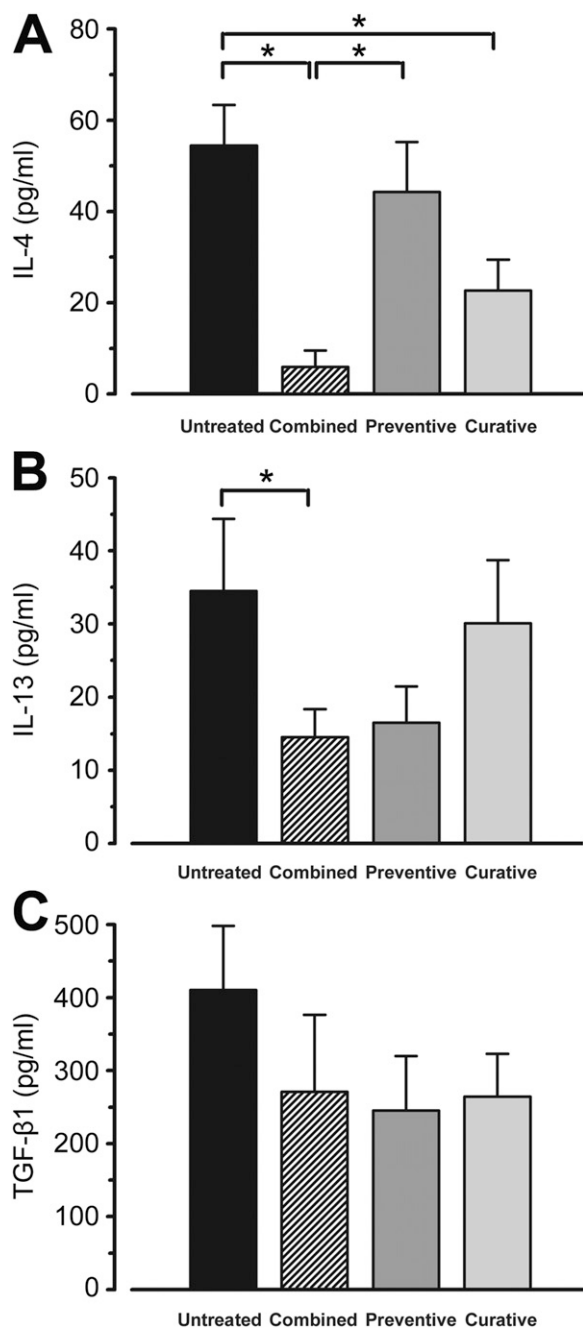 A
*
* *
80
60
40
20
0
IL-4 (pg/ml)
Untreated Combined Preventive Curative
B
*
50
40
30
20
10
0
IL-13 (pg/ml)
Untreated Combined Preventive Curative
C
500
400
300
200
100
0
TGF-β1 (pg/ml)
Untreated Combined Preventive Curative